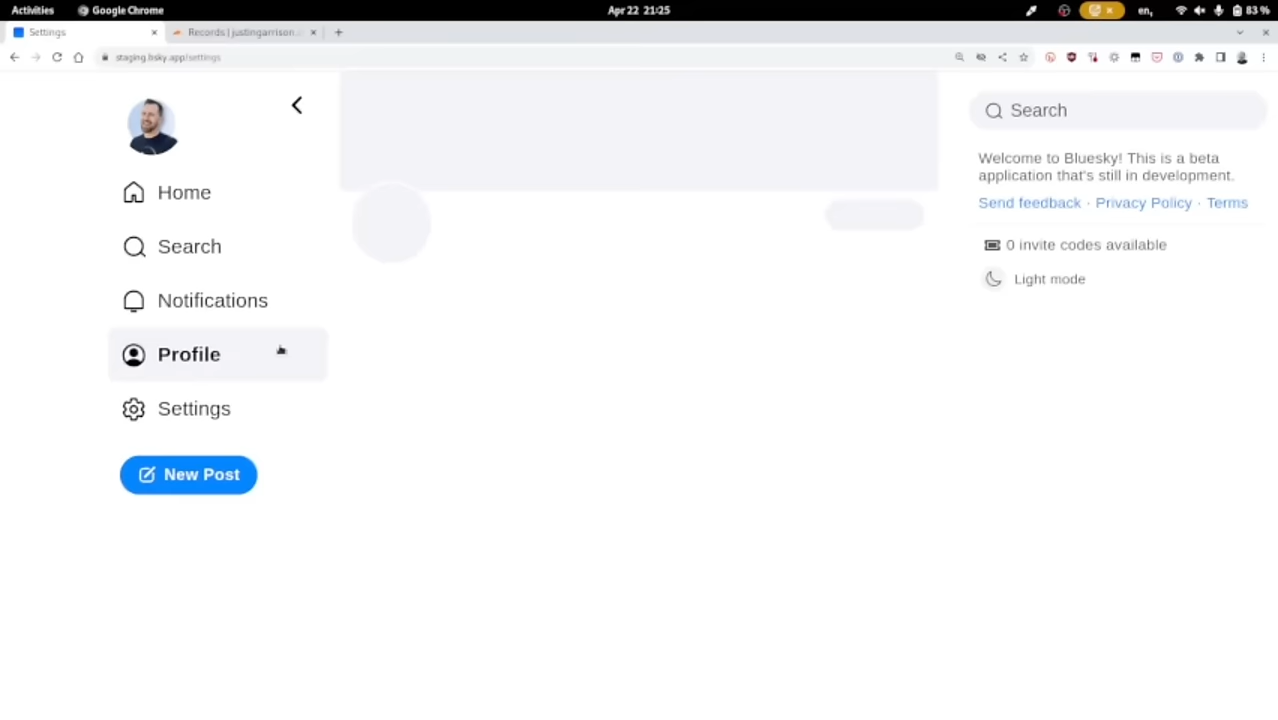 Activities
Google Chrome
Apr 22 21:25
en,
83 %
Settings
Records | justingarrison.
staging.bsky.app/settings
Home
Search
Notifications
Profile
Settings
New Post
Search
Welcome to Bluesky! This is a beta
application that's still in development.
Send feedback · Privacy Policy · Terms
0 invite codes available
Light mode